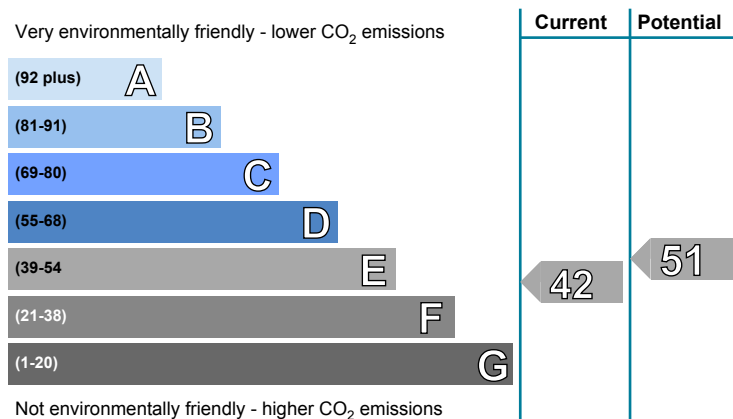 Current Potential
Very environmentally friendly - lower CO2 emissions
(92 plus) A
(81-91) B
(69-80) C
(55-68) D
(39-54 E
51
42
(21-38) F
(1-20) G
Not environmentally friendly - higher CO2 emissions